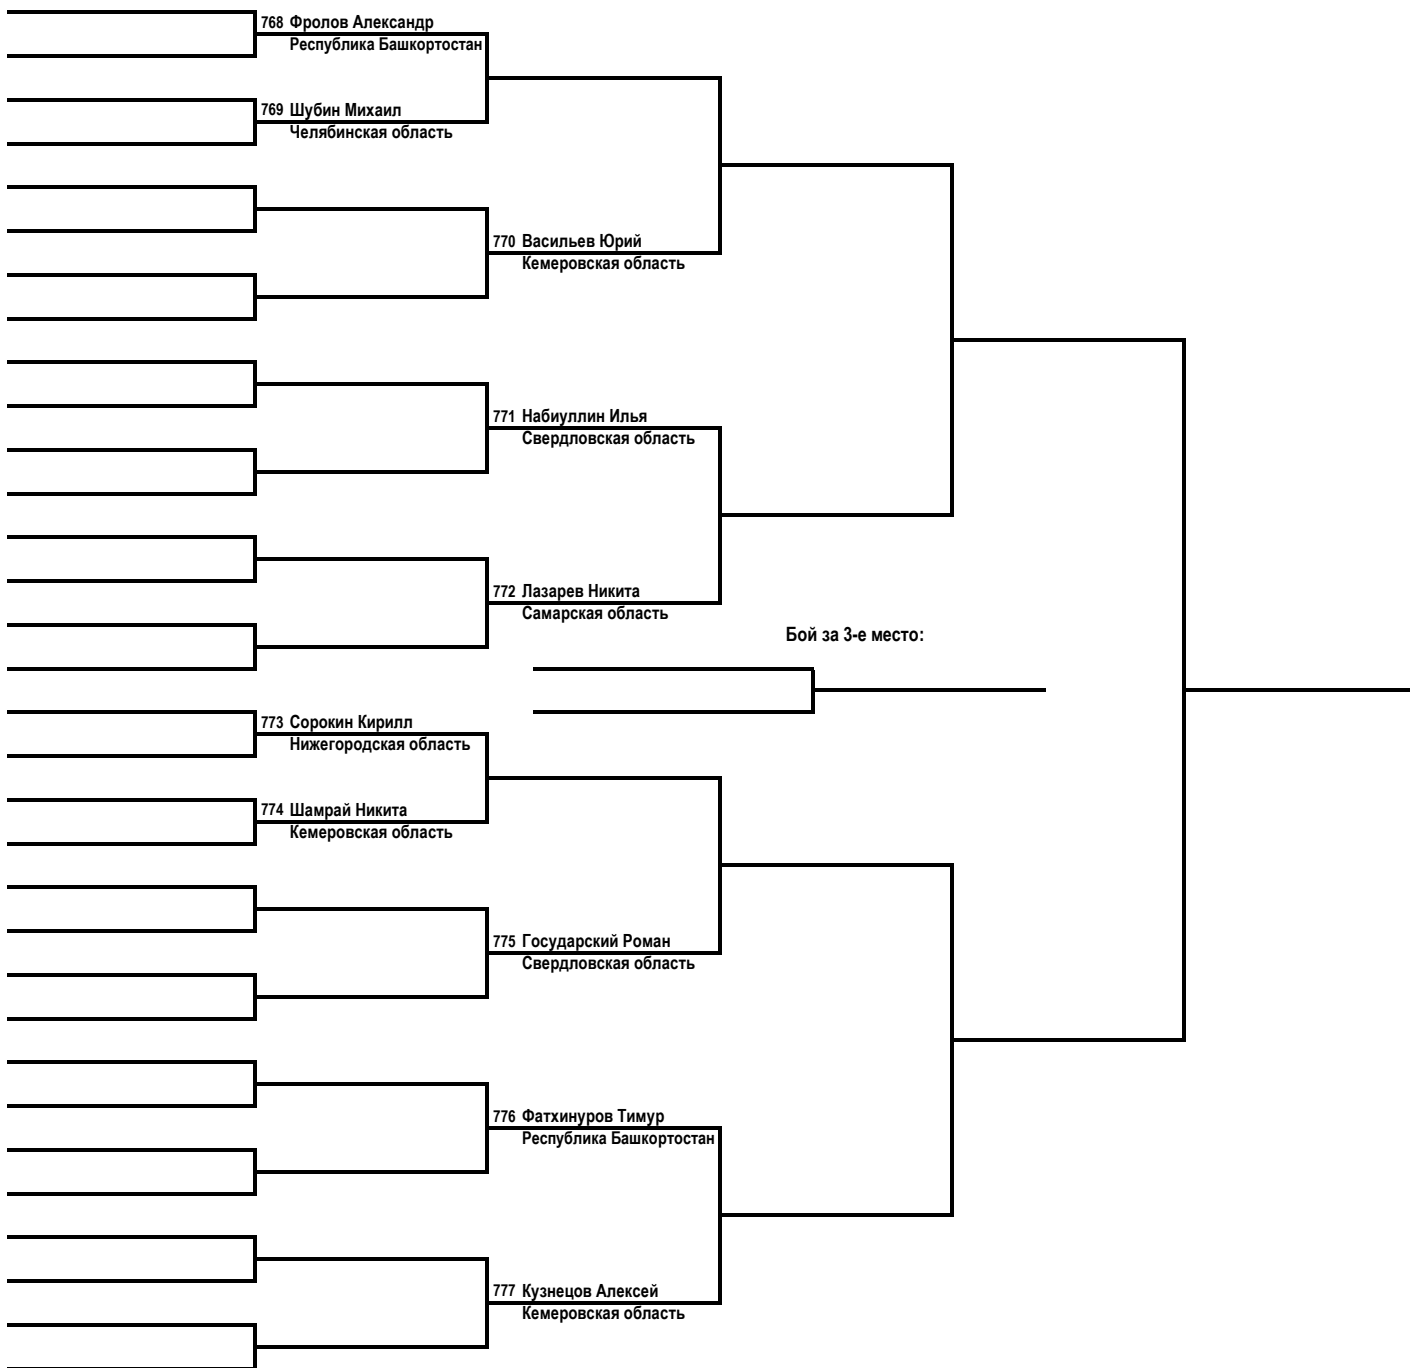 768 Фролов Александр
Республика Башкортостан
769 Шубин Михаил
Челябинская область
770 Васильев Юрий
Кемеровская область
771 Набиуллин Илья
Свердловская область
772 Лазарев Никита
Самарская область
Бой за 3-е место:
773 Сорокин Кирилл
Нижегородская область
774 Шамрай Никита
Кемеровская область
775 Государский Роман
Свердловская область
776 Фатхинуров Тимур
Республика Башкортостан
777 Кузнецов Алексей
Кемеровская область